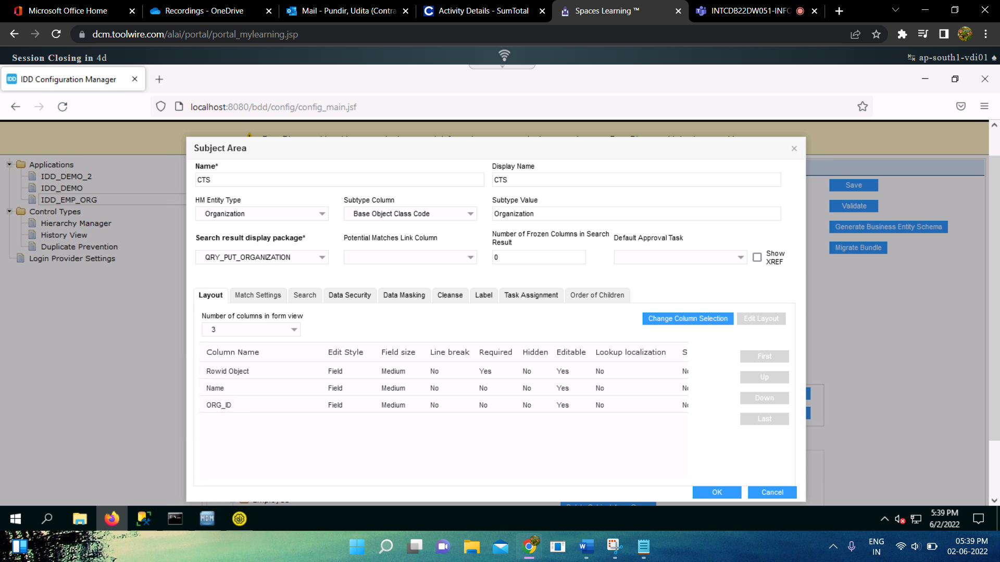 Microsoft Office Home
Recordings - OneDrive
Mail - Pundir, Udita (Contra
Activity Details - SumTotal
Spaces Learning ™
INTCDB22DW051-INFO
dcm.toolwire.com/alai/portal/portal_mylearning.jsp
Session Closing in 4d
ap-south1-vdi01
IDD Configuration Manager
localhost:8080/bdd/config/config_main.jsf
Applications
IDD_DEMO_2
IDD_DEMO
IDD_EMP_ORG
Control Types
Hierarchy Manager
History View
Duplicate Prevention
Login Provider Settings
Subject Area
Name*
Display Name
CTS
CTS
HM Entity Type
Subtype Column
Subtype Value
Organization
Base Object Class Code
Organization
Search result display package*
Potential Matches Link Column
Number of Frozen Columns in Search
Result
Default Approval Task
QRY_PUT_ORGANIZATION
0
Show
XREF
Layout
Match Settings
Search
Data Security
Data Masking
Cleanse
Label
Task Assignment
Order of Children
Number of columns in form view
3
Change Column Selection
Edit Layout
Column Name Edit Style Field size Line break Required Hidden Editable Lookup localization S
Rowid Object Field Medium No Yes No Yes No No
Name Field Medium No No No Yes No No
ORG_ID Field Medium No No No Yes No No
First
Up
Down
Last
OK
Cancel
Save
Validate
Generate Business Entity Schema
Migrate Bundle
MDM
5:39 PM
6/2/2022
ENG
IN
05:39 PM
02-06-2022